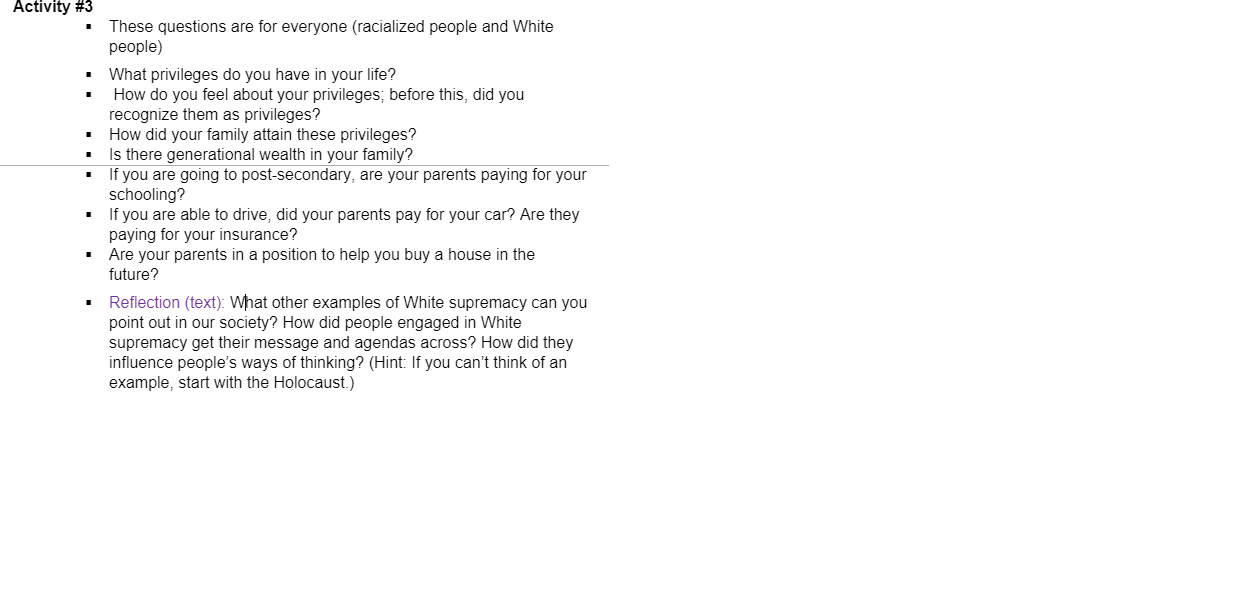 Activity #3
▪ These questions are for everyone (racialized people and White
people)
▪ What privileges do you have in your life?
▪ How do you feel about your privileges; before this, did you
recognize them as privileges?
▪ How did your family attain these privileges?
▪ Is there generational wealth in your family?
▪ If you are going to post-secondary, are your parents paying for your
schooling?
▪ If you are able to drive, did your parents pay for your car? Are they
paying for your insurance?
▪ Are your parents in a position to help you buy a house in the
future?
▪ Reflection (text): What other examples of White supremacy can you
point out in our society? How did people engaged in White
supremacy get their message and agendas across? How did they
influence people’s ways of thinking? (Hint: If you can’t think of an
example, start with the Holocaust.)